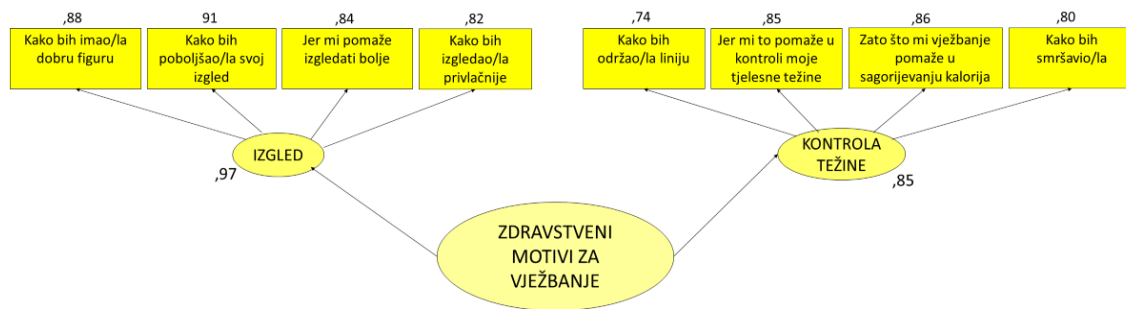 ,88
91
,84
,82
,74
,85
,86
,80
Kako bih imao/la
dobru figuru
Kako bih
poboljšao/la svoj
izgled
Jer mi pomaže
izgledati bolje
Kako bih
izgledao/la
privlačnije
Kako bih
održao/la liniju
Jer mi to pomaže u
kontroli moje
tjelesne težine
Zato što mi vježbanje
pomaže u
sagorijevanju kalorija
Kako bih
smršavio/la
IZGLED
,97
KONTROLA
TEŽINE
,85
ZDRAVSTVENI
MOTIVI ZA
VJEŽBANJE